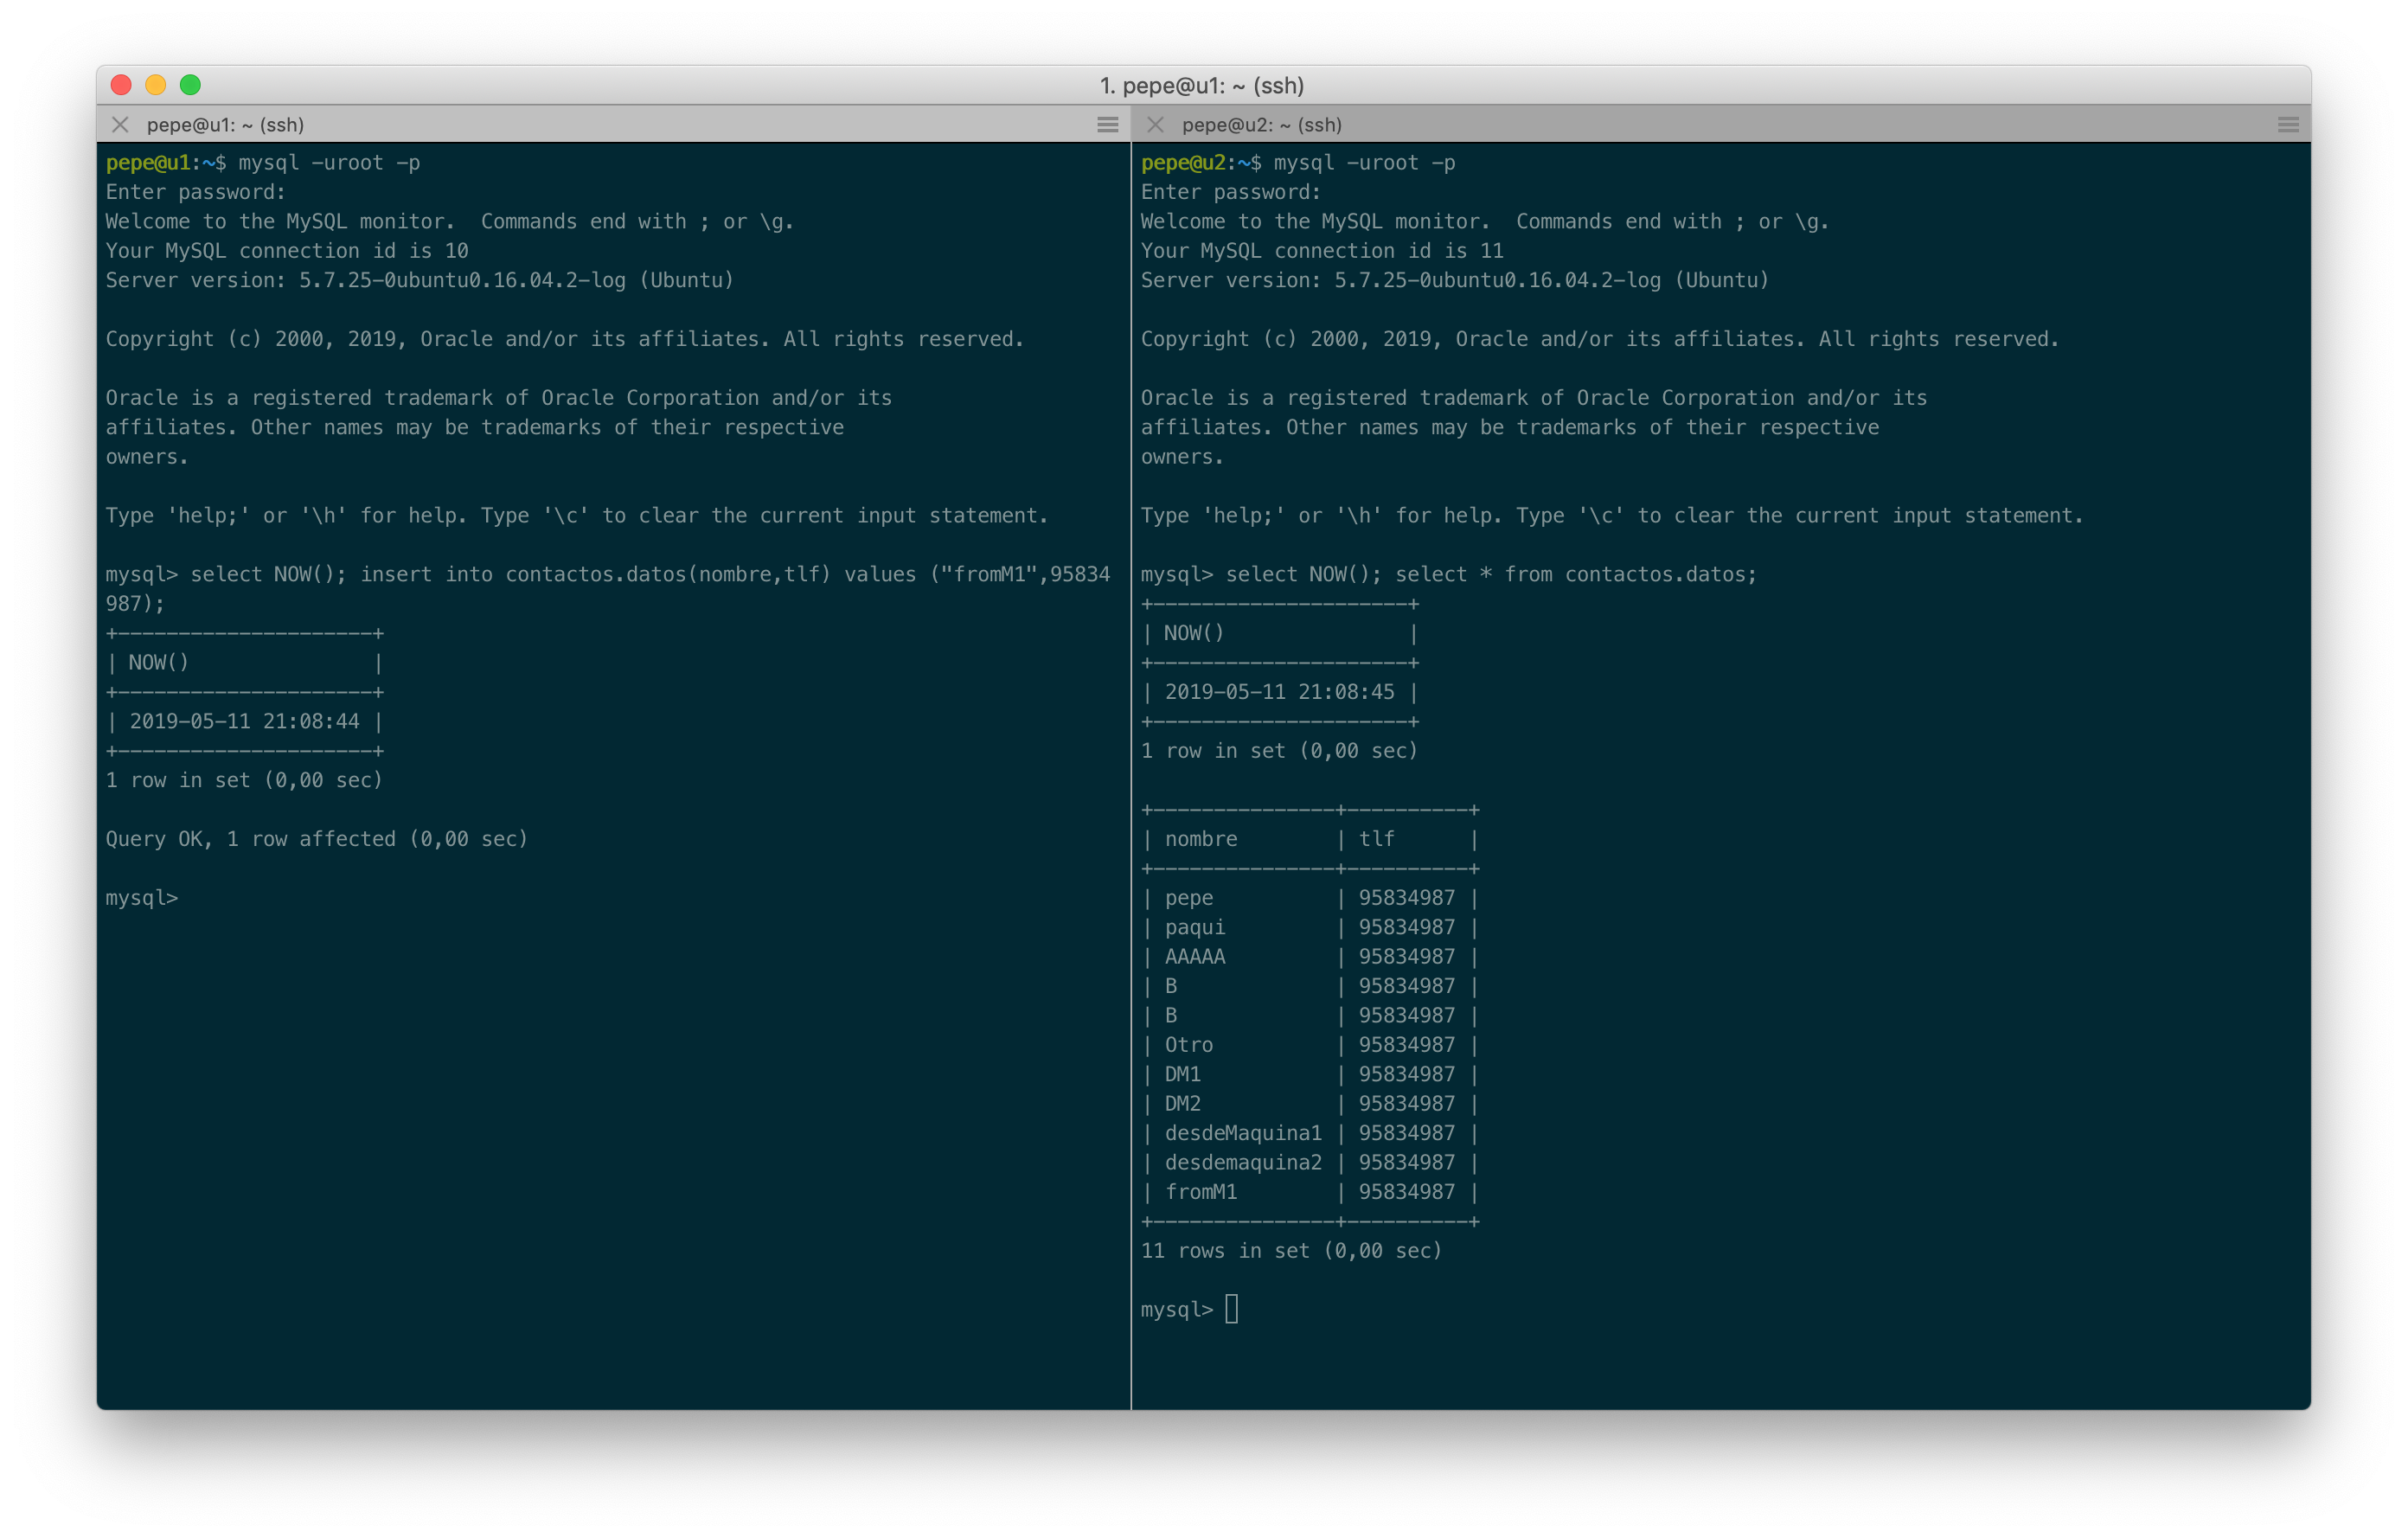 1. pepe@u1: ~ (ssh)
pepe@u1: ~ (ssh)
pepe@u1:~$ mysql -uroot -p
Enter password:
Welcome to the MySQL monitor.  Commands end with ; or \g.
Your MySQL connection id is 10
Server version: 5.7.25-0ubuntu0.16.04.2-log (Ubuntu)

Copyright (c) 2000, 2019, Oracle and/or its affiliates. All rights reserved.

Oracle is a registered trademark of Oracle Corporation and/or its
affiliates. Other names may be trademarks of their respective
owners.

Type 'help;' or '\h' for help. Type '\c' to clear the current input statement.

mysql> select NOW(); insert into contactos.datos(nombre,tlf) values ("fromM1",95834
987);
+---------------------+
| NOW()               |
+---------------------+
| 2019-05-11 21:08:44 |
+---------------------+
1 row in set (0,00 sec)

Query OK, 1 row affected (0,00 sec)

mysql>
pepe@u2: ~ (ssh)
pepe@u2:~$ mysql -uroot -p
Enter password:
Welcome to the MySQL monitor.  Commands end with ; or \g.
Your MySQL connection id is 11
Server version: 5.7.25-0ubuntu0.16.04.2-log (Ubuntu)

Copyright (c) 2000, 2019, Oracle and/or its affiliates. All rights reserved.

Oracle is a registered trademark of Oracle Corporation and/or its
affiliates. Other names may be trademarks of their respective
owners.

Type 'help;' or '\h' for help. Type '\c' to clear the current input statement.

mysql> select NOW(); select * from contactos.datos;
+---------------------+
| NOW()               |
+---------------------+
| 2019-05-11 21:08:45 |
+---------------------+
1 row in set (0,00 sec)

+---------------+----------+
| nombre        | tlf      |
+---------------+----------+
| pepe          | 95834987 |
| paqui         | 95834987 |
| AAAAA         | 95834987 |
| B             | 95834987 |
| B             | 95834987 |
| Otro          | 95834987 |
| DM1           | 95834987 |
| DM2           | 95834987 |
| desdeMaquina1 | 95834987 |
| desdemaquina2 | 95834987 |
| fromM1        | 95834987 |
+---------------+----------+
11 rows in set (0,00 sec)

mysql>